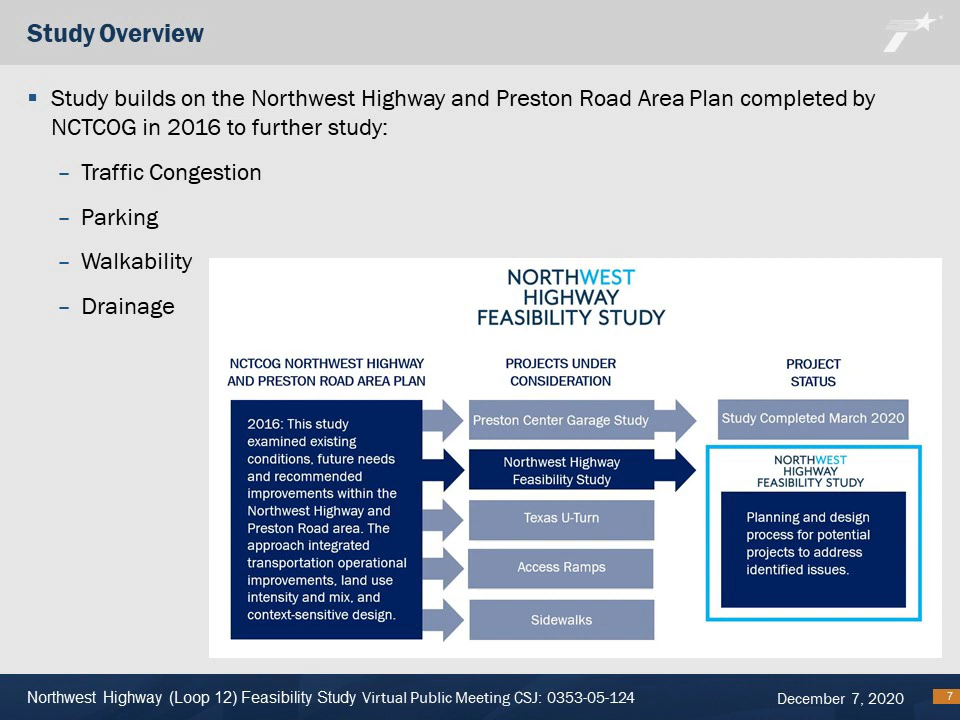 Study Overview
▪ Study builds on the Northwest Highway and Preston Road Area Plan completed by
NCTCOG in 2016 to further study:
– Traffic Congestion
– Parking
– Walkability
– Drainage
NORTHWEST
HIGHWAY
FEASIBILITY STUDY
NCTCOG NORTHWEST HIGHWAY
AND PRESTON ROAD AREA PLAN
2016: This study
examined existing
conditions, future needs
and recommended
improvements within the
Northwest Highway and
Preston Road area. The
approach integrated
transportation operational
improvements, land use
intensity and mix, and
context-sensitive design.
PROJECTS UNDER
CONSIDERATION
Preston Center Garage Study
Northwest Highway
Feasibility Study
Texas U-Turn
Access Ramps
Sidewalks
PROJECT
STATUS
Study Completed March 2020
NORTHWEST
HIGHWAY
FEASIBILITY STUDY
Planning and design
process for potential
projects to address
identified issues.
Northwest Highway (Loop 12) Feasibility Study Virtual Public Meeting CSJ: 0353-05-124
December 7, 2020
7